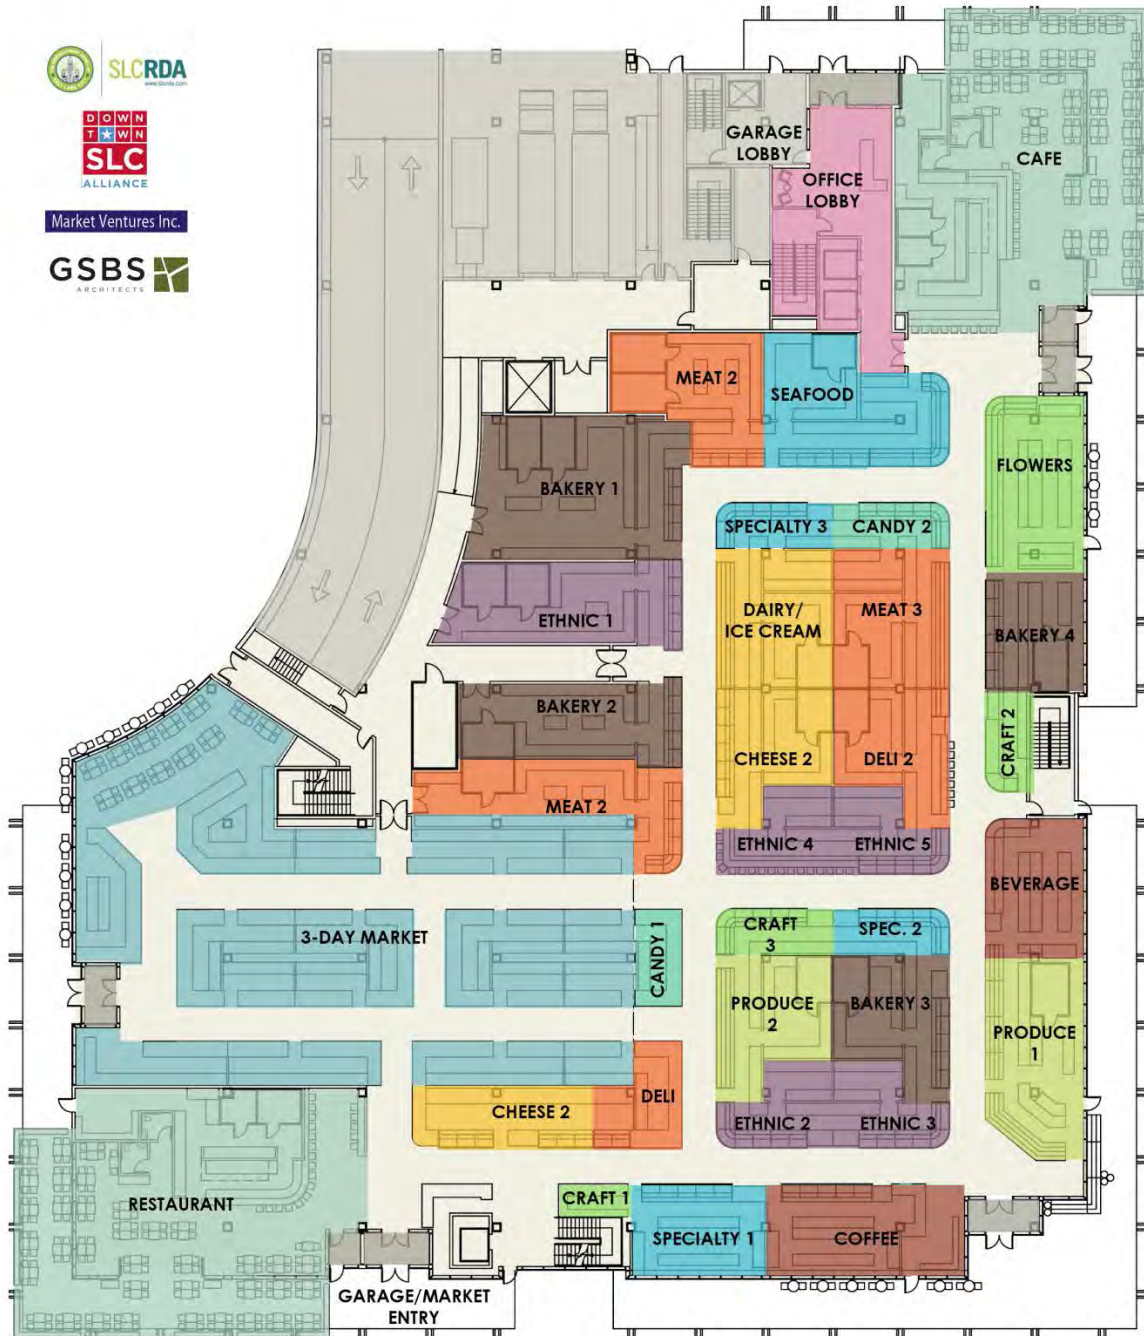 SLCRDA
www.slcrda.com
DOWN
TOWN
SLC
ALLIANCE
Market Ventures Inc.
GSBS
ARCHITECTS
GARAGE
LOBBY
OFFICE
LOBBY
CAFE
MEAT 2
SEAFOOD
FLOWERS
BAKERY 1
SPECIALTY 3
CANDY 2
ETHNIC 1
DAIRY/
ICE CREAM
MEAT 3
BAKERY 4
BAKERY 2
CHEESE 2
DELI 2
CRAFT 2
MEAT 2
ETHNIC 4
ETHNIC 5
BEVERAGE
3-DAY MARKET
CANDY 1
CRAFT
3
SPEC. 2
PRODUCE
2
BAKERY 3
PRODUCE
1
CHEESE 2
DELI
ETHNIC 2
ETHNIC 3
RESTAURANT
CRAFT 1
SPECIALTY 1
COFFEE
GARAGE/MARKET
ENTRY